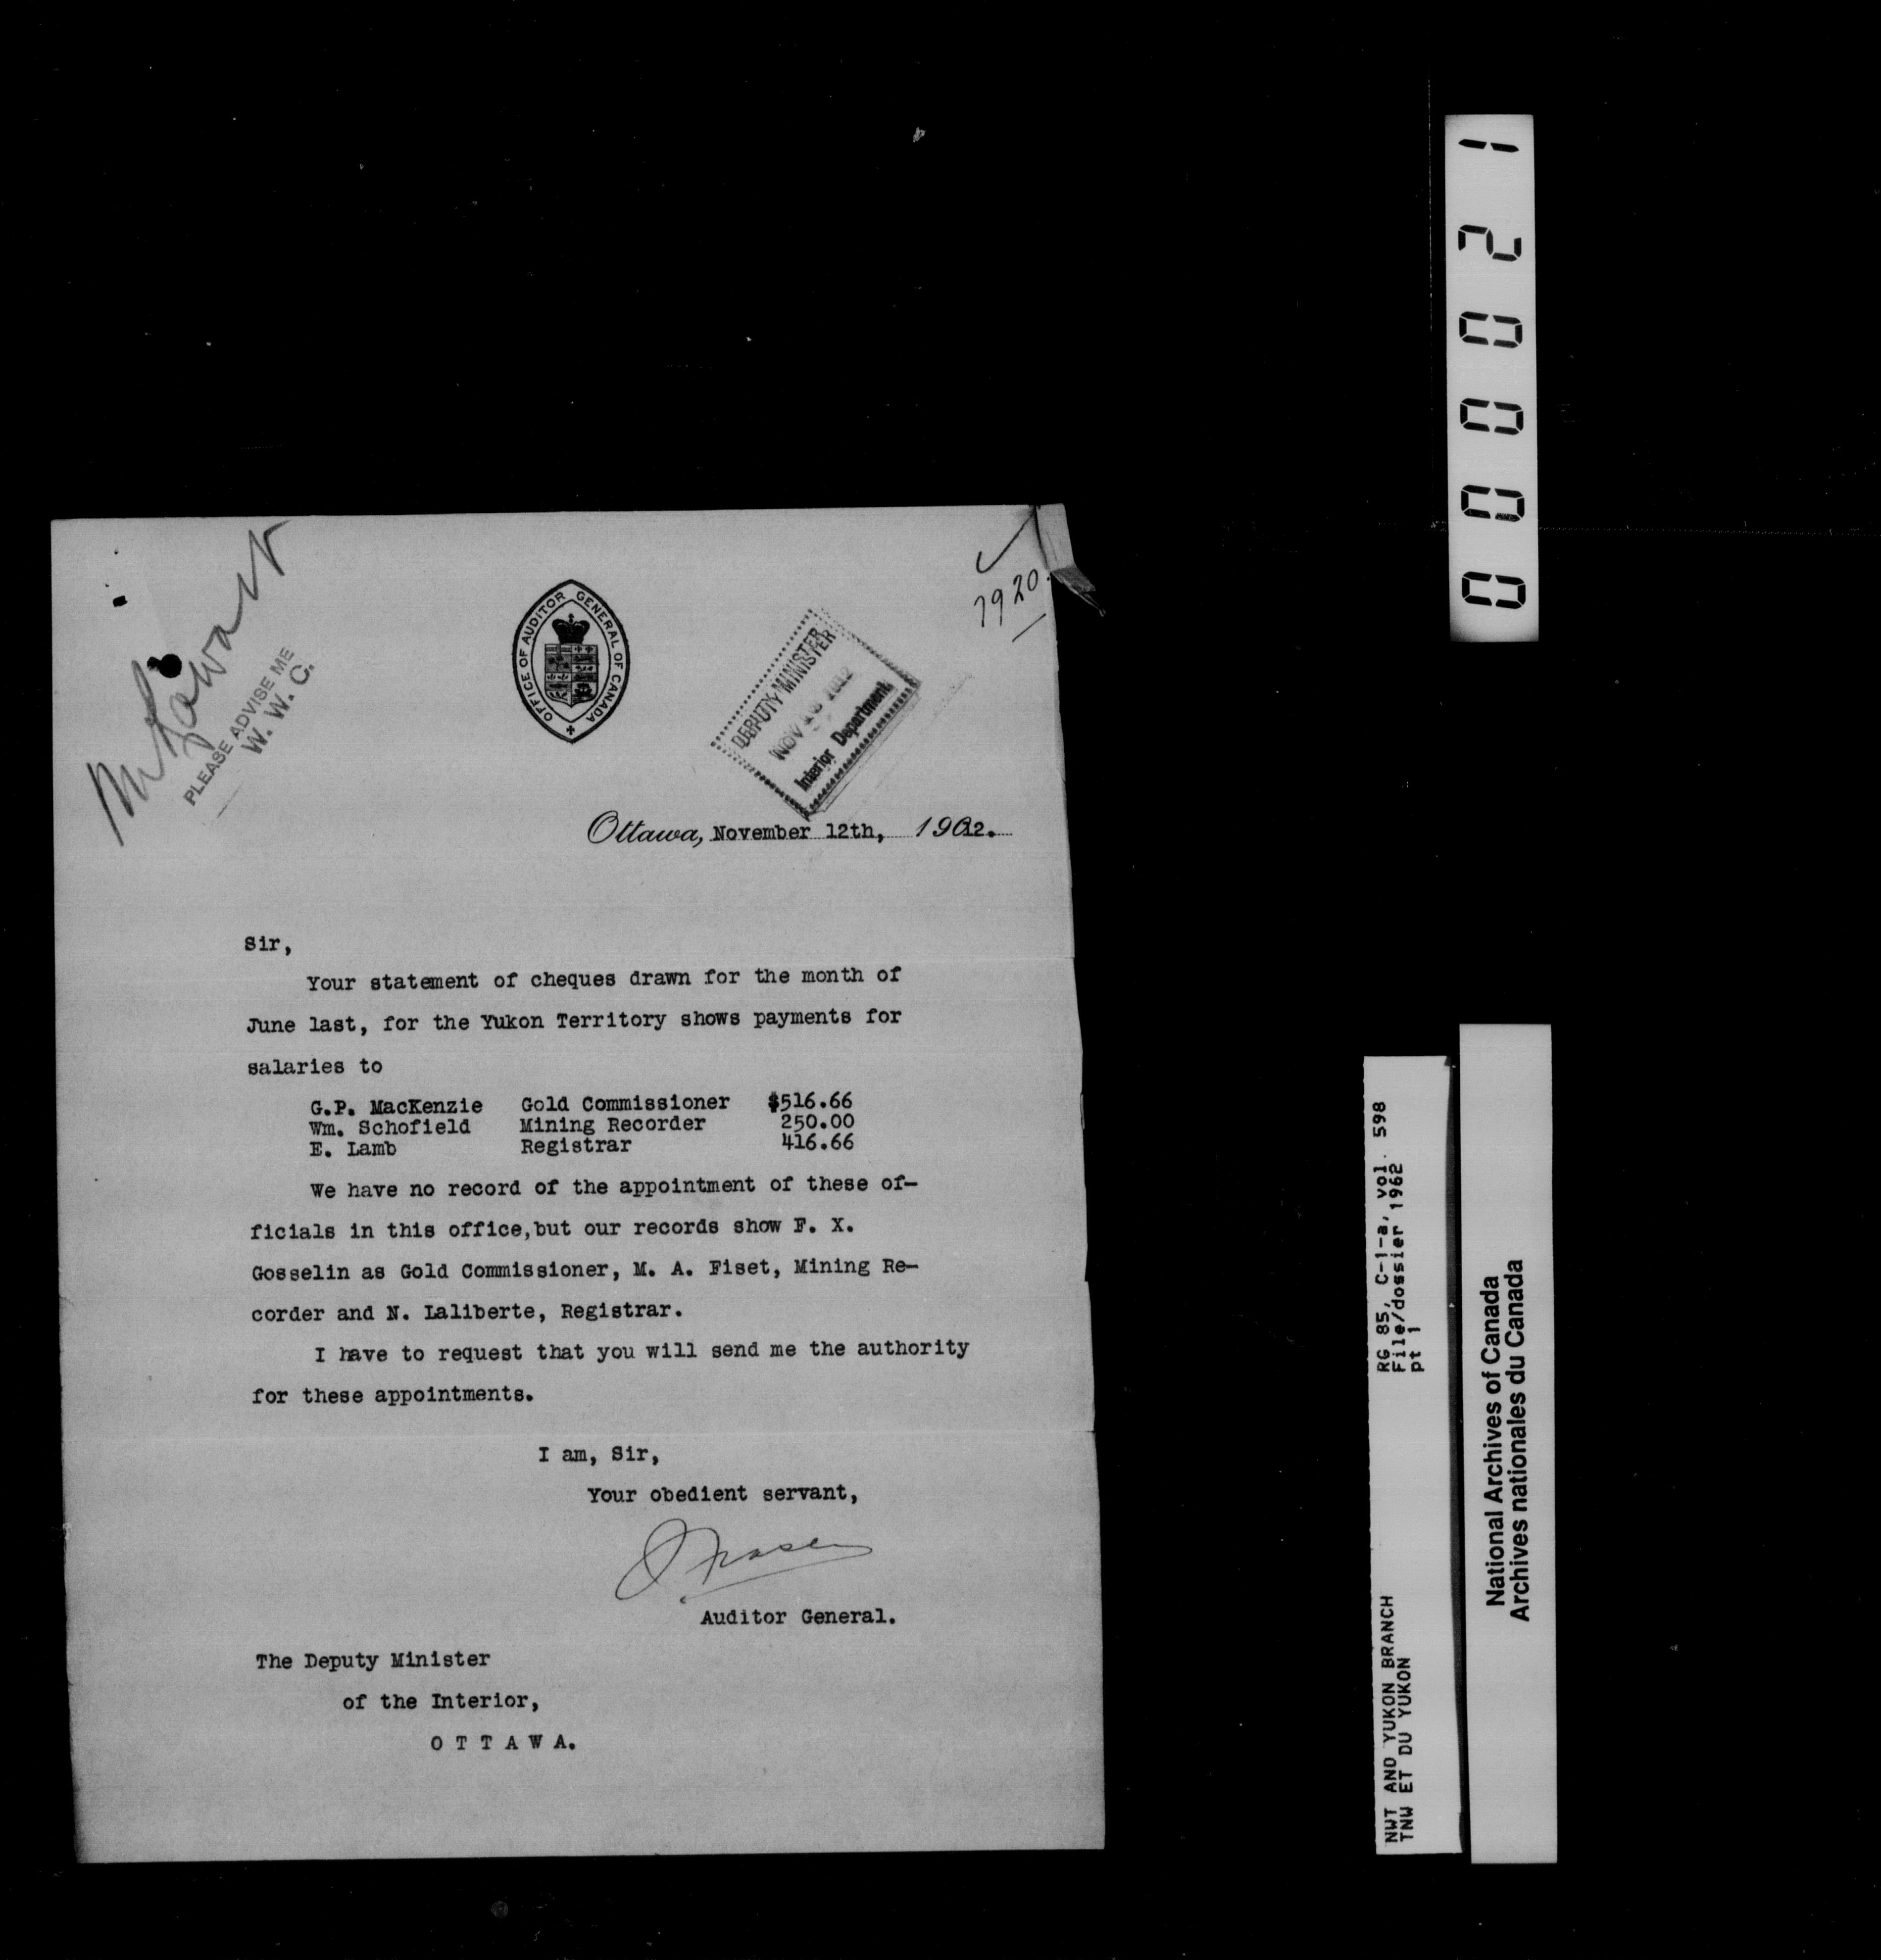 OFFICE OF AUDITOR GENERAL OF CANADA
PLEASE ADVISE ME
W. W. C.
DEPUTY MINISTER
NOV
Interior Department
Ottawa, November 12th, 1912.
Sir,
Your statement of cheques drawn for the month of
June last, for the Yukon Territory shows payments for
salaries to
G.P. MacKenzie Gold Commissioner $516.66
Wm. Schofield Mining Recorder 250.00
E. Lamb Registrar 416.66
We have no record of the appointment of these of-
ficials in this office,but our records show F. X.
Gosselin as Gold Commissioner, M. A. Fiset, Mining Re-
corder and N. Laliberte, Registrar.
I have to request that you will send me the authority
for these appointments.
I am, Sir,
Your obedient servant,
Fraser
Auditor General.
The Deputy Minister
of the Interior,
O T T A W A.
000021
RG 85, C-1-a, vol. 598
File/dossier 1962
pt 1
NWT AND YUKON BRANCH
TNW ET DU YUKON
National Archives of Canada
Archives nationales du Canada